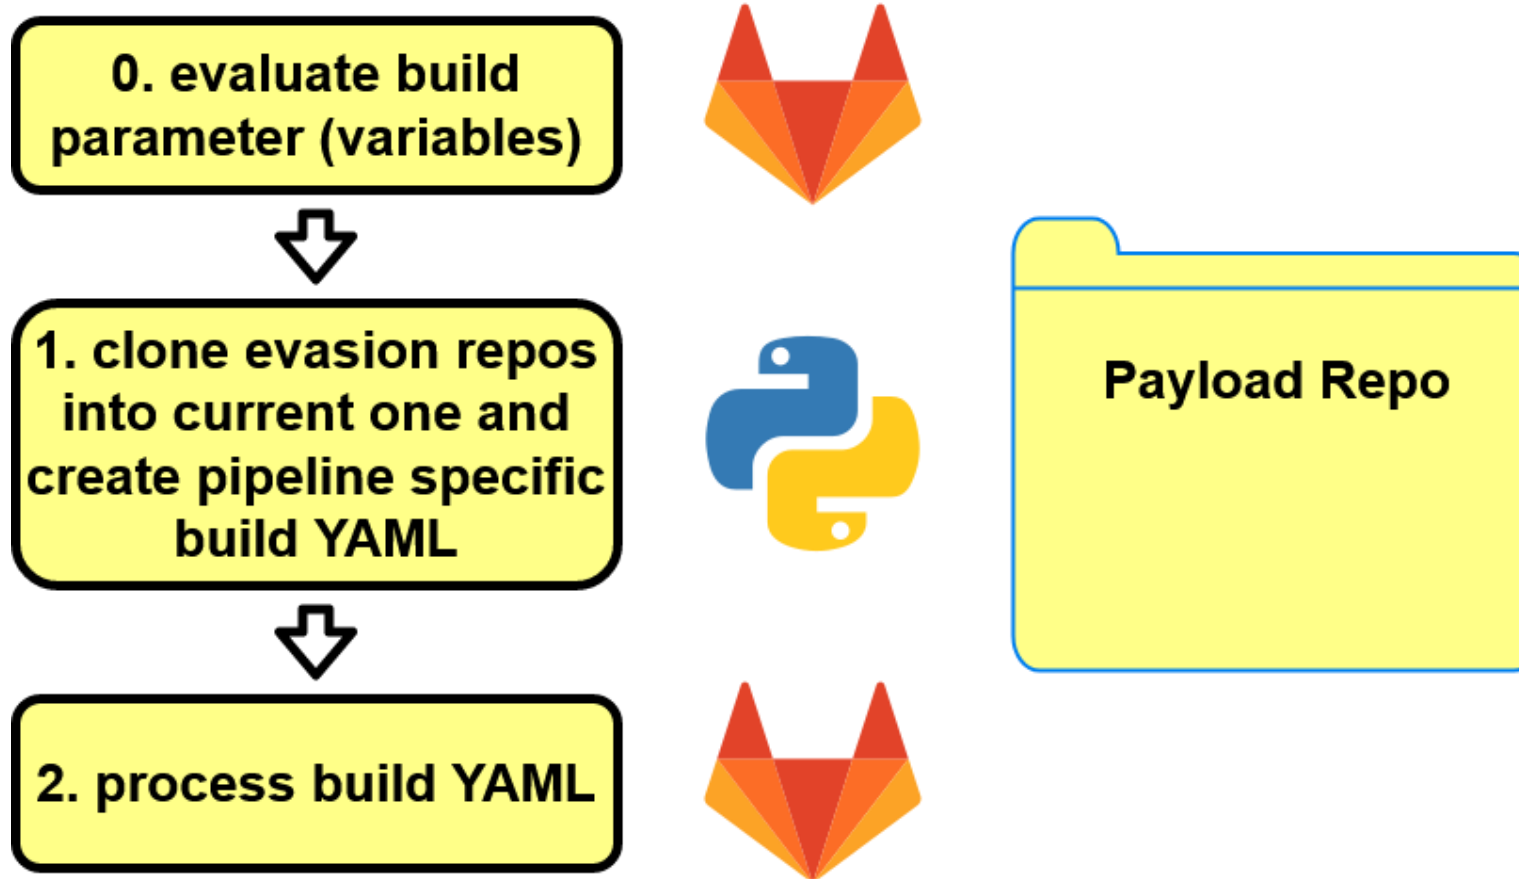 0. evaluate build
parameter (variables)
1. clone evasion repos
into current one and
create pipeline specific
build YAML
2. process build YAML
Payload Repo